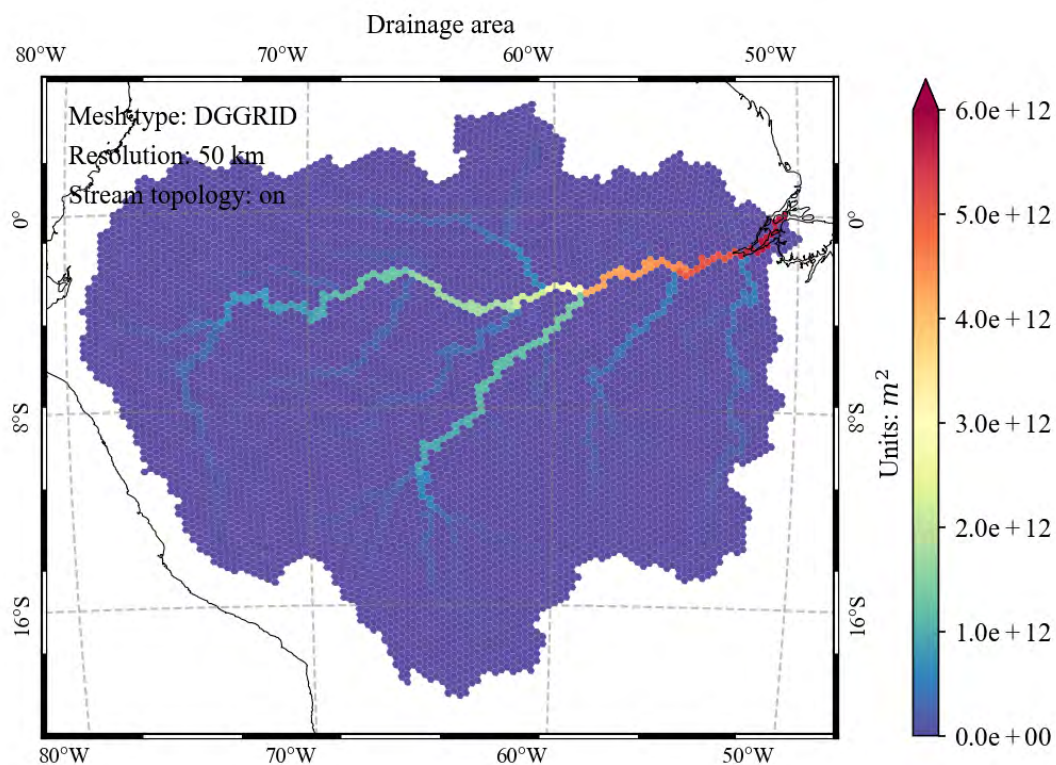 Drainage area
80°W 70°W 60°W 50°W
Mesh type: DGGRID
Resolution: 50 km
Stream topology: on
0° 0°
8°S 8°S
16°S 16°S
80°W 70°W 60°W 50°W
Units: m²
6.0e+12
5.0e+12
4.0e+12
3.0e+12
2.0e+12
1.0e+12
0.0e+00